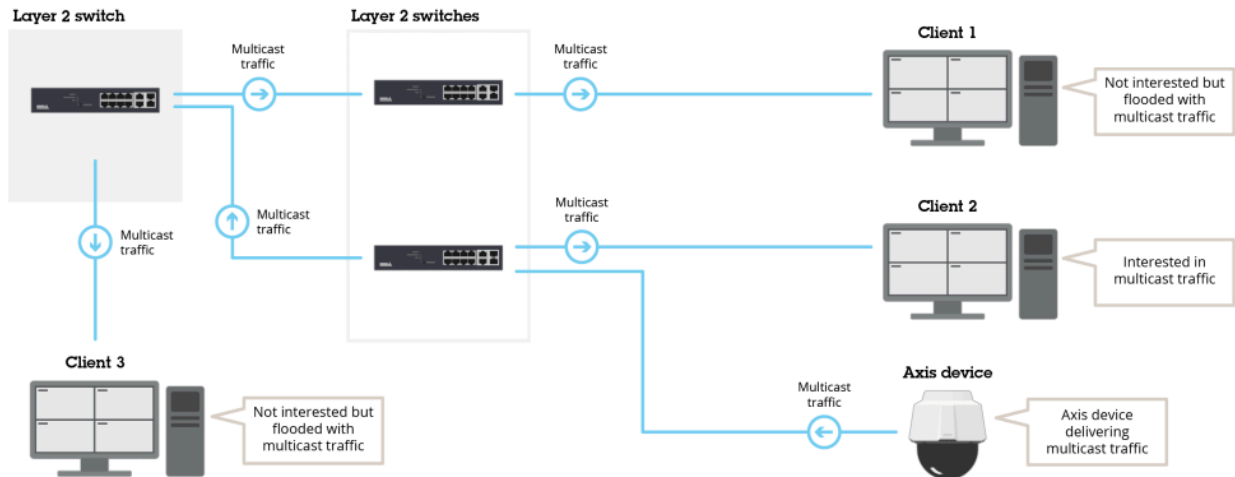 Layer 2 switch
Layer 2 switches
Multicast
traffic
Multicast
traffic
Client 1
Not interested but
flooded with
multicast traffic
Multicast
traffic
Multicast
traffic
Multicast
traffic
Client 2
Interested in
multicast traffic
Client 3
Not interested but
flooded with
multicast traffic
Multicast
traffic
Axis device
Axis device
delivering
multicast traffic